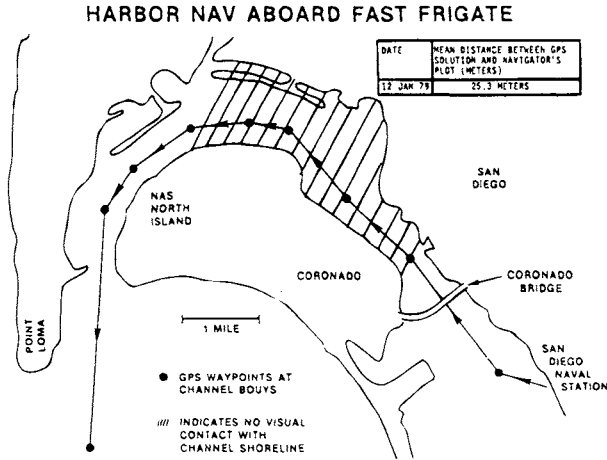 HARBOR NAV ABOARD FAST FRIGATE
DATE
MEAN DISTANCE BETWEEN GPS
SOLUTION AND NAVIGATOR'S
PLOT (METERS)
12 JAN 79
25.3 METERS
SAN
DIEGO
NAS
NORTH
ISLAND
CORONADO
CORONADO
BRIDGE
POINT
LOMA
1 MILE
SAN
DIEGO
NAVAL
STATION
GPS WAYPOINTS AT
CHANNEL BOUYS
INDICATES NO VISUAL
CONTACT WITH
CHANNEL SHORELINE